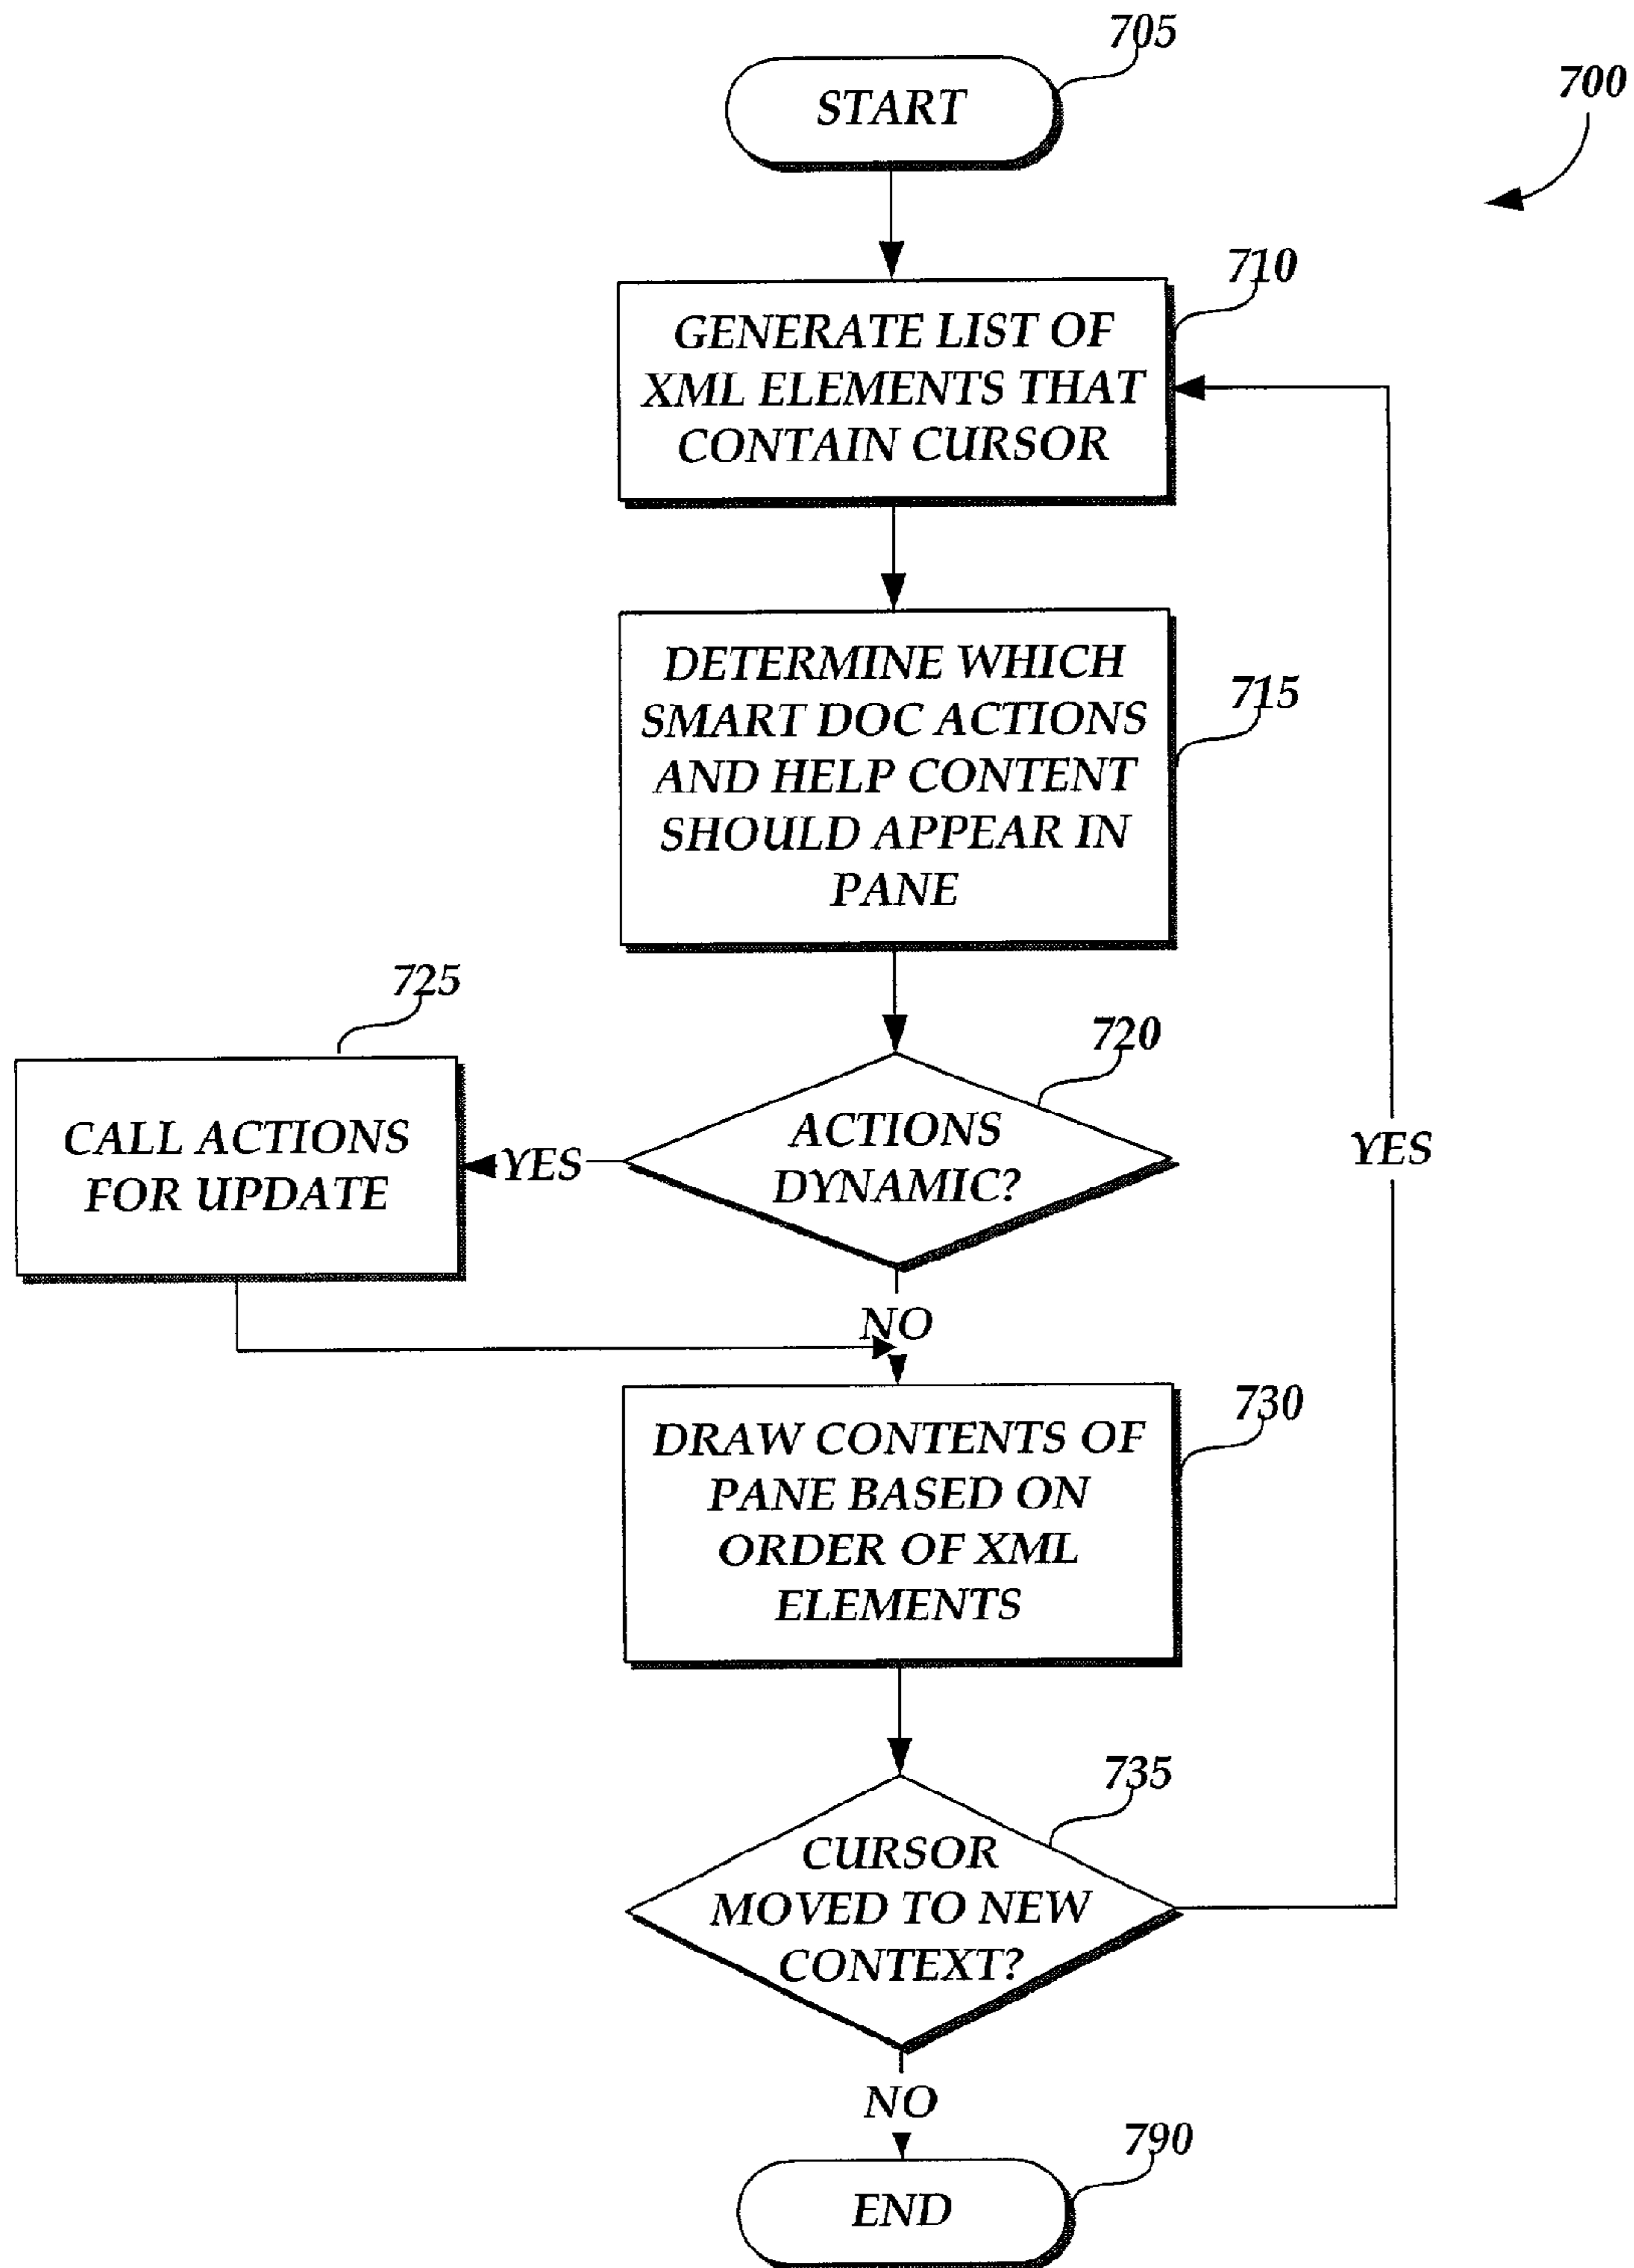 705
START
700
710
GENERATE LIST OF
XML ELEMENTS THAT
CONTAIN CURSOR
DETERMINE WHICH
SMART DOC ACTIONS
AND HELP CONTENT
SHOULD APPEAR IN
PANE
715
725
720
CALL ACTIONS
FOR UPDATE
YES
ACTIONS
DYNAMIC?
YES
NO
730
DRAW CONTENTS OF
PANE BASED ON
ORDER OF XML
ELEMENTS
735
CURSOR
MOVED TO NEW
CONTEXT?
NO
790
END